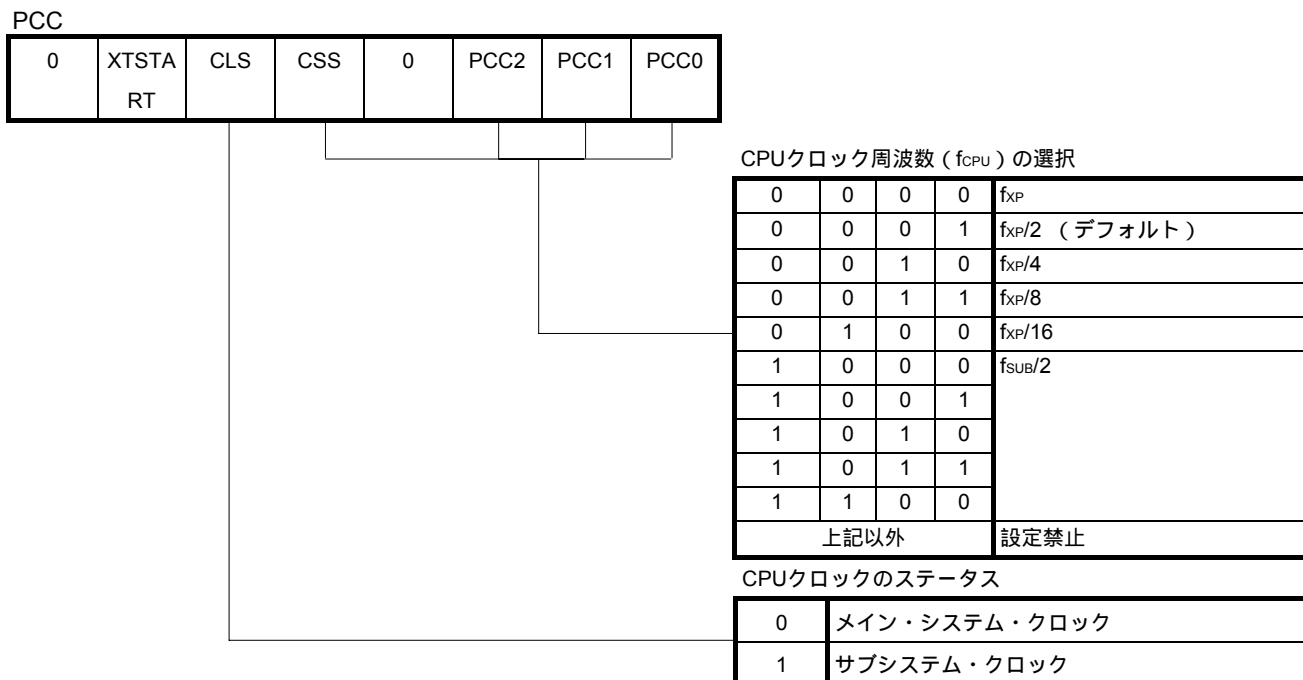 PCC
0 XTSTA CLS CSS 0 PCC2 PCC1 PCC0
RT
CPUクロック周波数（fCPU）の選択
0 0 0 0 fXP
0 0 0 1 fXP/2 （デフォルト）
0 0 1 0 fXP/4
0 0 1 1 fXP/8
0 1 0 0 fXP/16
1 0 0 0 fSUB/2
1 0 0 1
1 0 1 0
1 0 1 1
1 1 0 0
上記以外 設定禁止
CPUクロックのステータス
0 メイン・システム・クロック
1 サブシステム・クロック